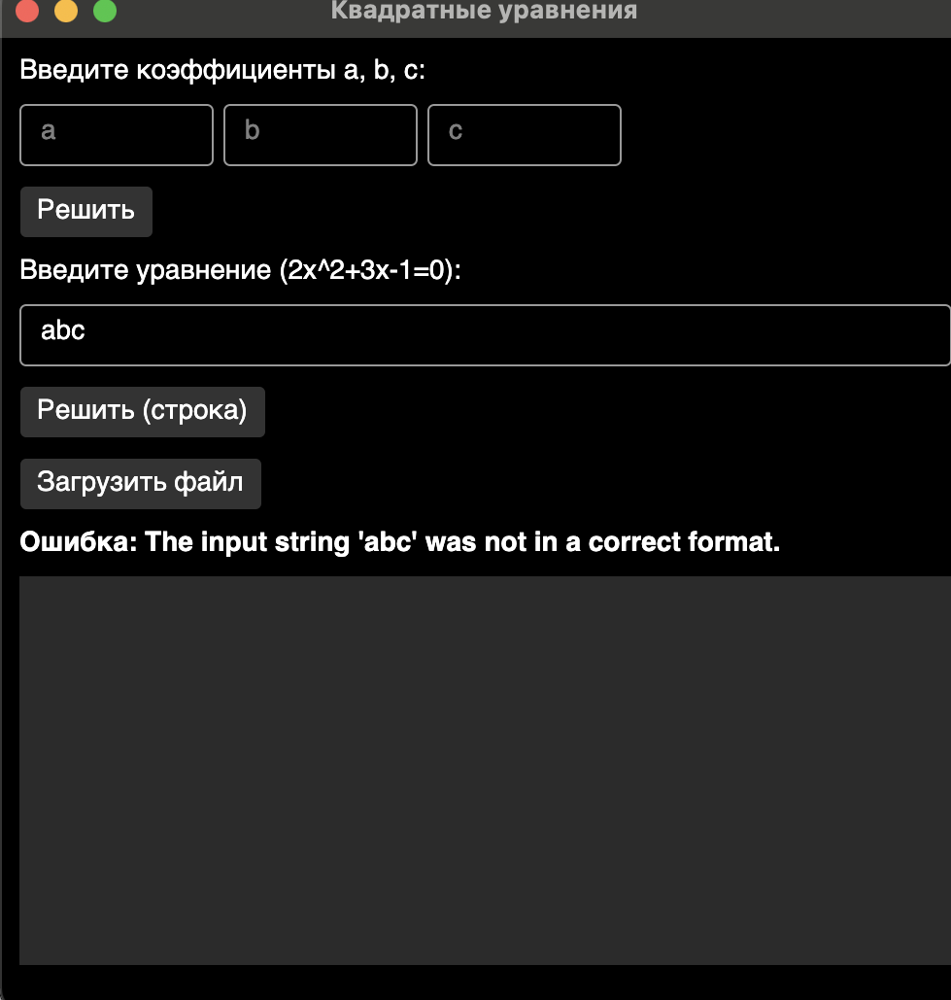 Квадратные уравнения
Введите коэффициенты a, b, c:
a b c
Решить
Введите уравнение (2x^2+3x-1=0):
abc
Решить (строка)
Загрузить файл
Ошибка: The input string 'abc' was not in a correct format.